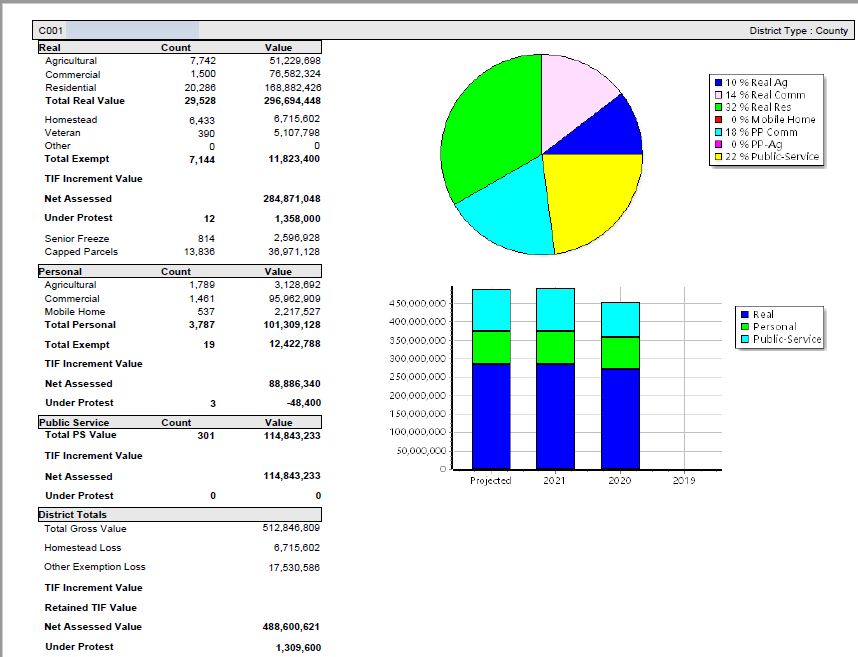 C001 District Type : County
Real Count Value
Agricultural 7,742 51,229,698
Commercial 1,500 76,582,324
Residential 20,286 168,882,426
Total Real Value 29,528 296,694,448
Homestead 6,433 6,715,602
Veteran 390 5,107,798
Other 0 0
Total Exempt 7,144 11,823,400
TIF Increment Value
Net Assessed 284,871,048
Under Protest 12 1,358,000
Senior Freeze 814 2,596,928
Capped Parcels 13,836 36,971,128
Personal Count Value
Agricultural 1,789 3,128,692
Commercial 1,461 95,962,909
Mobile Home 537 2,217,527
Total Personal 3,787 101,309,128
Total Exempt 19 12,422,788
TIF Increment Value
Net Assessed 88,886,340
Under Protest 3 -48,400
Public Service Count Value
Total PS Value 301 114,843,233
TIF Increment Value
Net Assessed 114,843,233
Under Protest 0 0
District Totals
Total Gross Value 512,846,809
Homestead Loss 6,715,602
Other Exemption Loss 17,530,586
TIF Increment Value
Retained TIF Value
Net Assessed Value 488,600,621
Under Protest 1,309,600
10 % Real Ag
14 % Real Comm
32 % Real Res
0 % Mobile Home
18 % PP Comm
0 % PP-Ag
22 % Public-Service
450,000,000
400,000,000
350,000,000
300,000,000
250,000,000
200,000,000
150,000,000
100,000,000
50,000,000
0
Projected 2021 2020 2019
Real
Personal
Public-Service